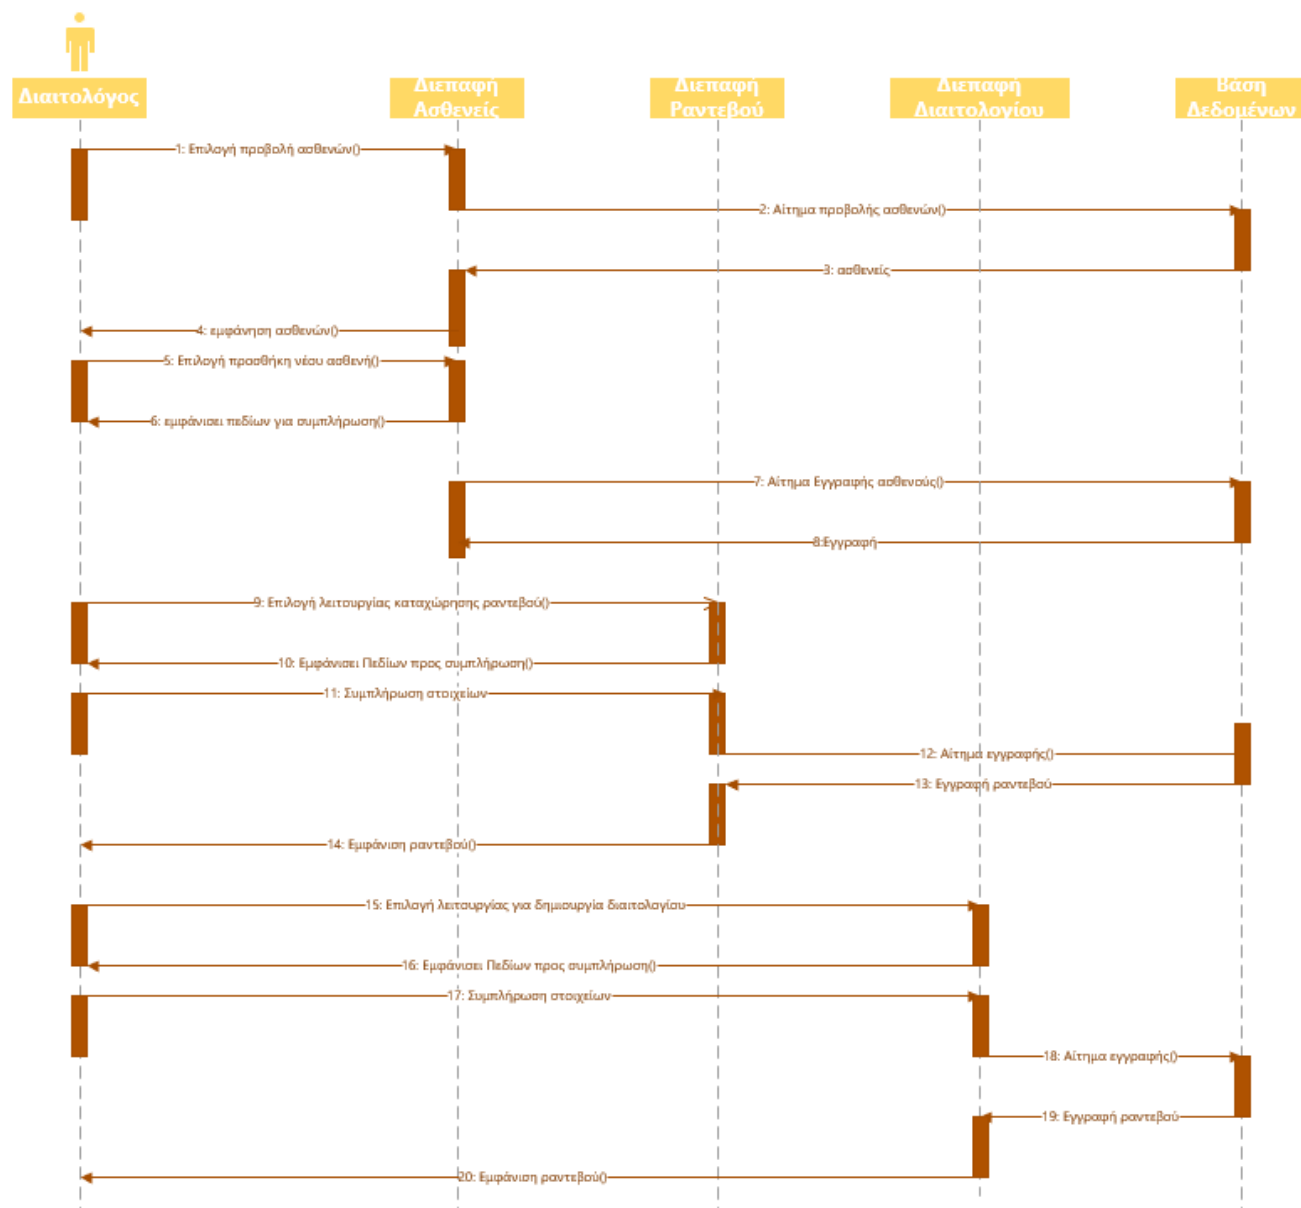 Διαιτολόγος
Διεπαφή
Ασθενείς
Διεπαφή
Ραντεβού
Διεπαφή
Διαιτολογίου
Βάση
Δεδομένων
1: Επιλογή προβολή ασθενών()
2: Αίτημα προβολής ασθενών()
3: ασθενείς
4: εμφάνηση ασθενών()
5: Επιλογή προσθήκη νέου ασθενή()
6: εμφάνισει πεδίων για συμπλήρωση()
7: Αίτημα Εγγραφής ασθενούς()
8:Εγγραφή
9: Επιλογή λειτουργίας καταχώρησης ραντεβού()
10: Εμφάνισει Πεδίων προς συμπλήρωση()
11: Συμπλήρωση στοιχείων
12: Αίτημα εγγραφής()
13: Εγγραφή ραντεβού
14: Εμφάνιση ραντεβού()
15: Επιλογή λειτουργίας για δημιουργία διαιτολογίου
16: Εμφάνισει Πεδίων προς συμπλήρωση()
17: Συμπλήρωση στοιχείων
18: Αίτημα εγγραφής()
19: Εγγραφή ραντεβού
20: Εμφάνιση ραντεβού()